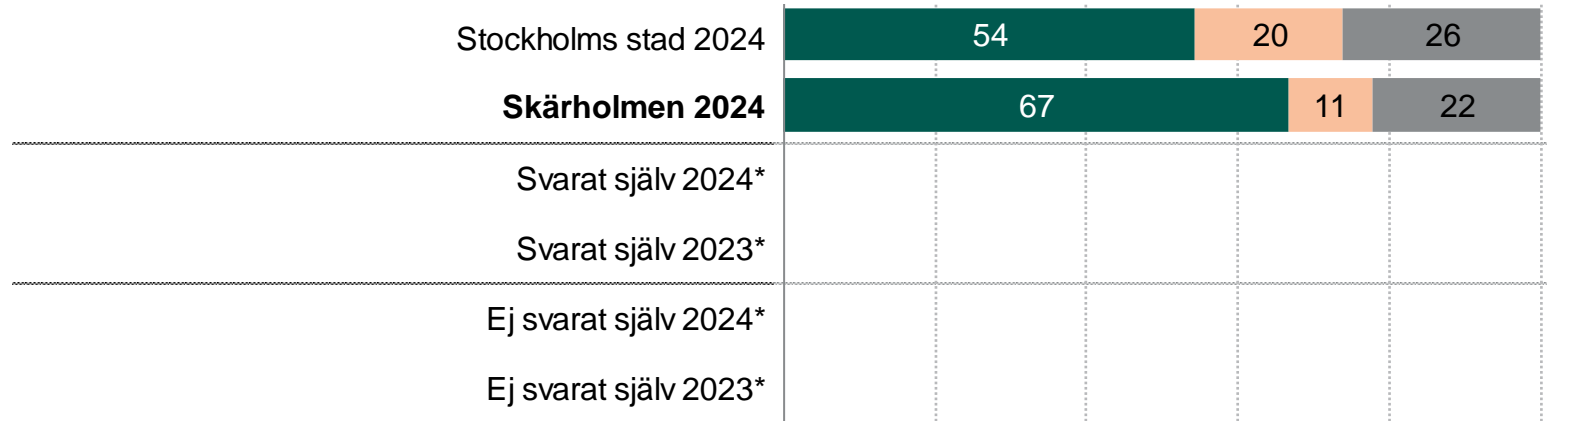 Stockholms stad 2024 54 20 26
Skärholmen 2024 67 11 22
Svarat själv 2024*
Svarat själv 2023*
Ej svarat själv 2024*
Ej svarat själv 2023*